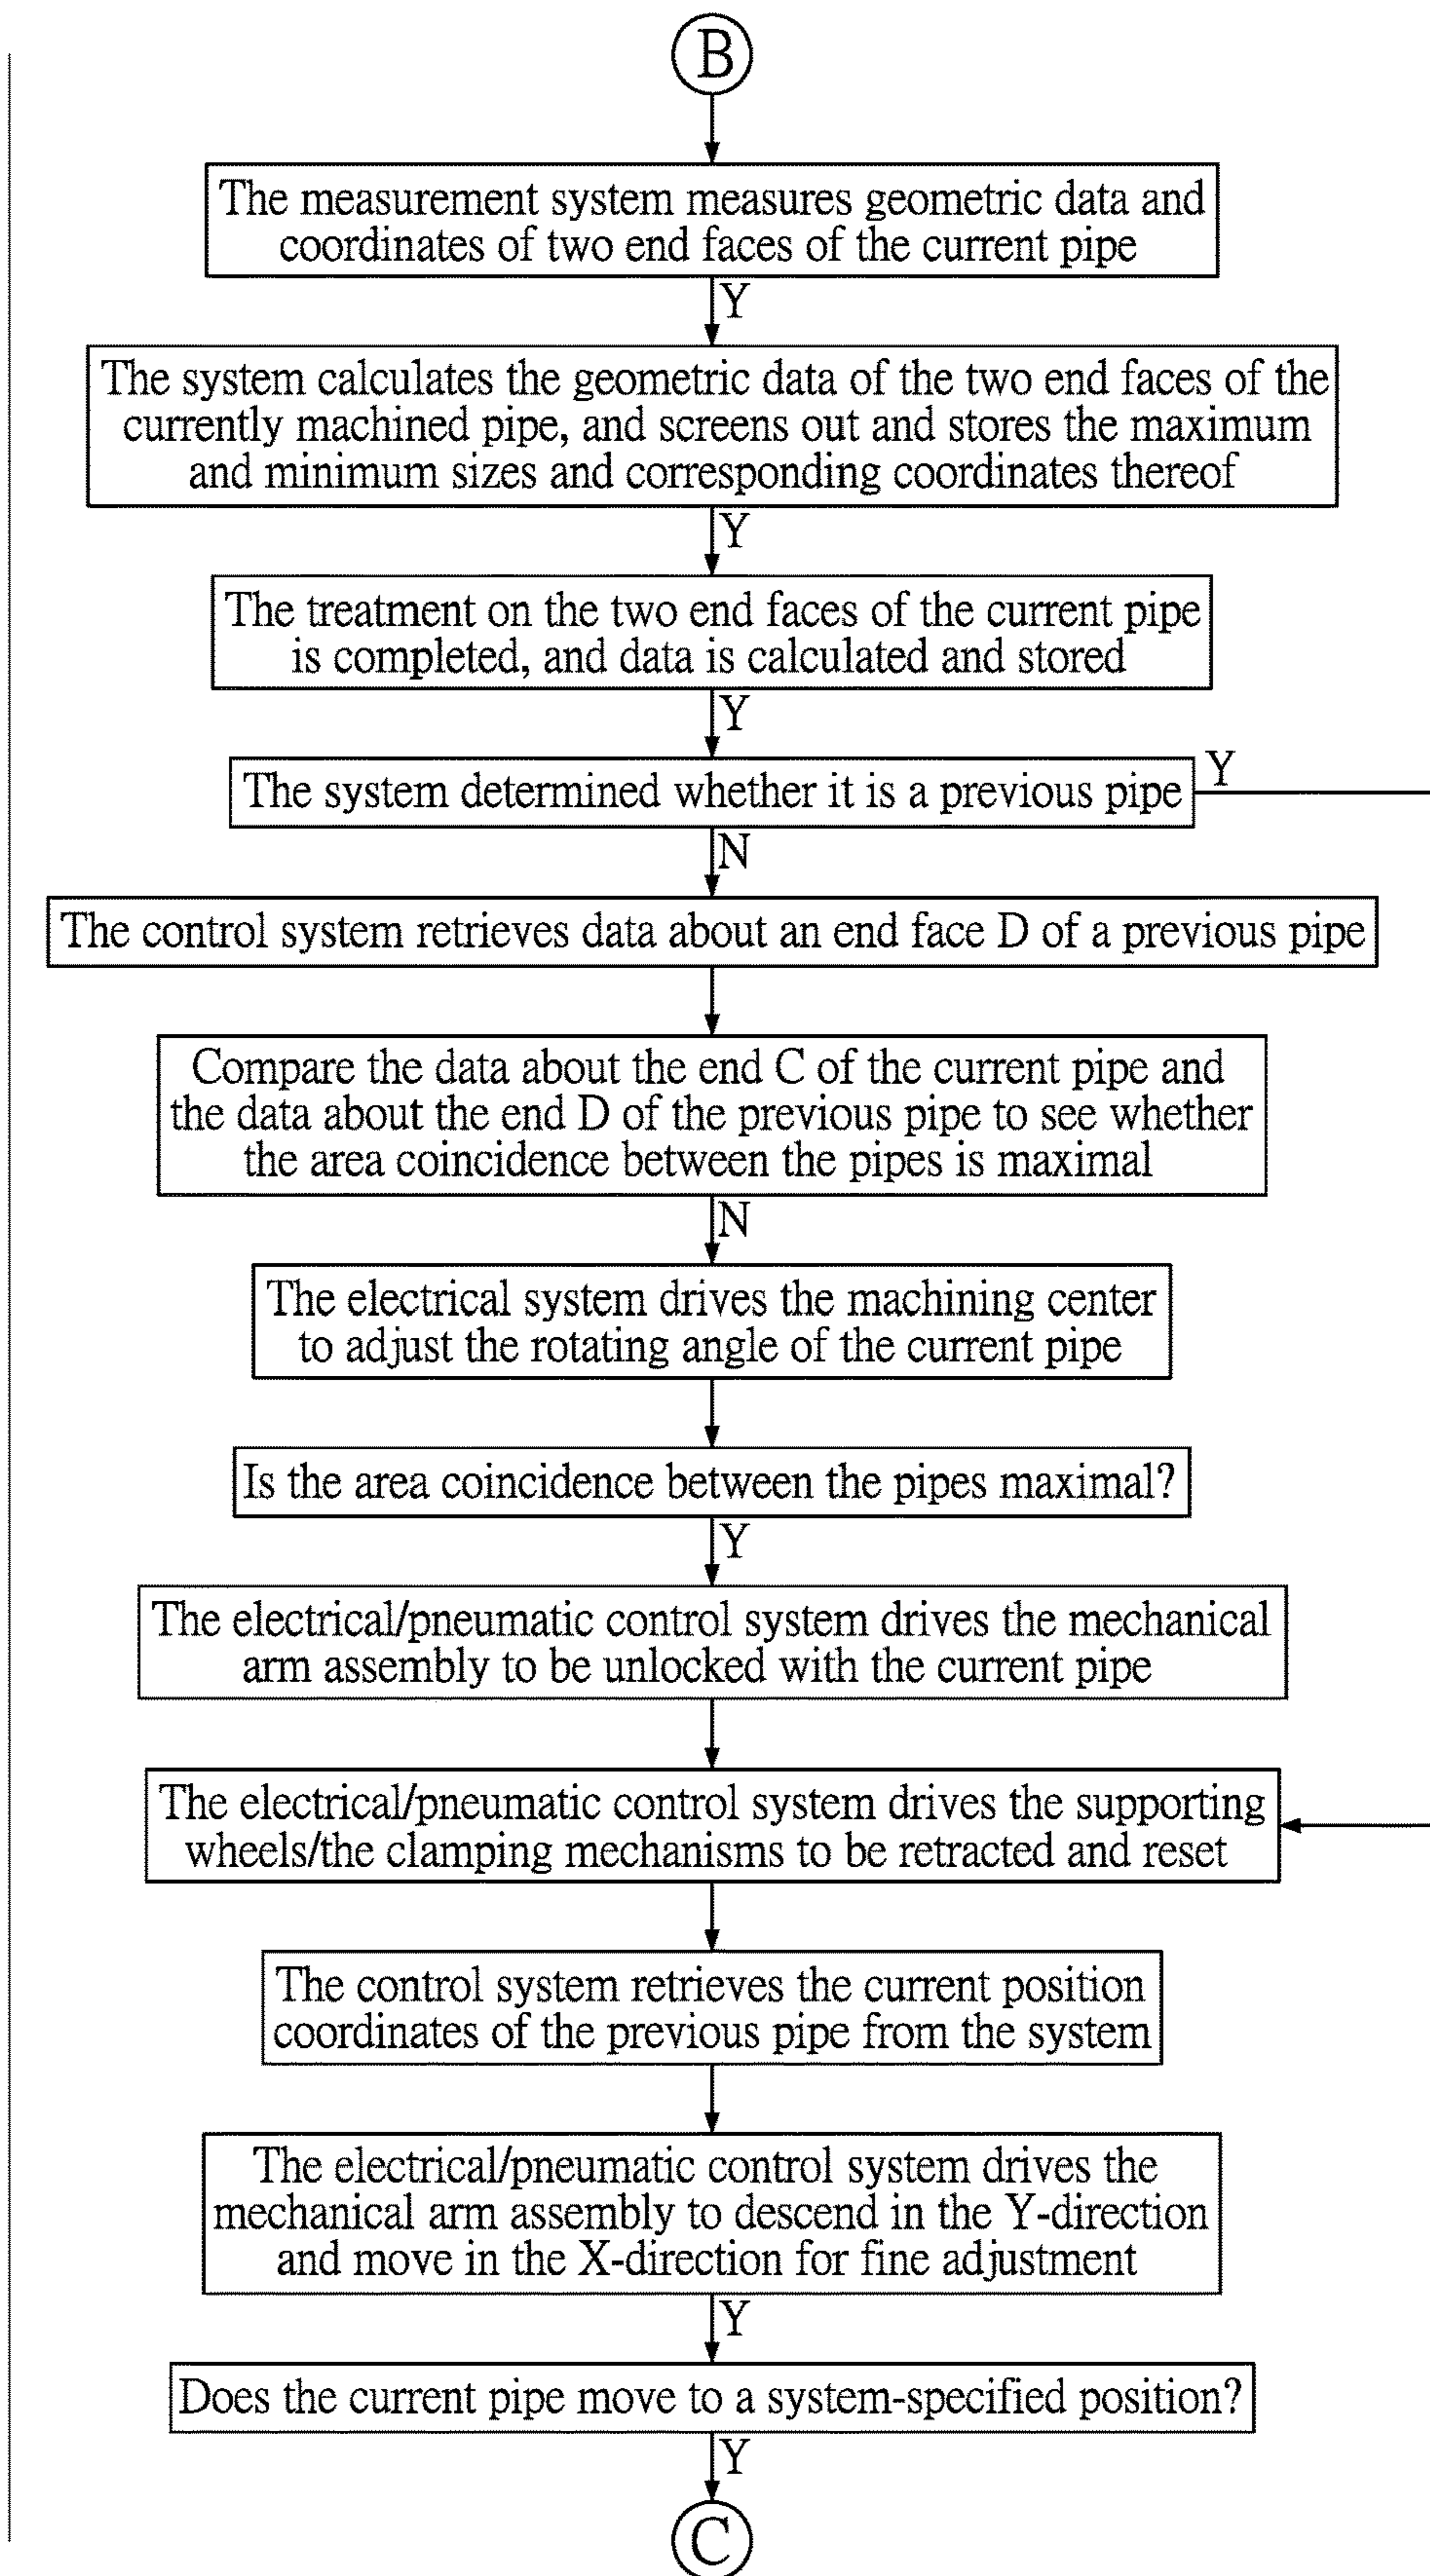 B
The measurement system measures geometric data and
coordinates of two end faces of the current pipe
Y
The system calculates the geometric data of the two end faces of the
currently machined pipe, and screens out and stores the maximum
and minimum sizes and corresponding coordinates thereof
Y
The treatment on the two end faces of the current pipe
is completed, and data is calculated and stored
Y
The system determined whether it is a previous pipe
Y
N
The control system retrieves data about an end face D of a previous pipe
Compare the data about the end C of the current pipe and
the data about the end D of the previous pipe to see whether
the area coincidence between the pipes is maximal
N
The electrical system drives the machining center
to adjust the rotating angle of the current pipe
Is the area coincidence between the pipes maximal?
Y
The electrical/pneumatic control system drives the mechanical
arm assembly to be unlocked with the current pipe
The electrical/pneumatic control system drives the supporting
wheels/the clamping mechanisms to be retracted and reset
The control system retrieves the current position
coordinates of the previous pipe from the system
The electrical/pneumatic control system drives the
mechanical arm assembly to descend in the Y-direction
and move in the X-direction for fine adjustment
Y
Does the current pipe move to a system-specified position?
Y
C